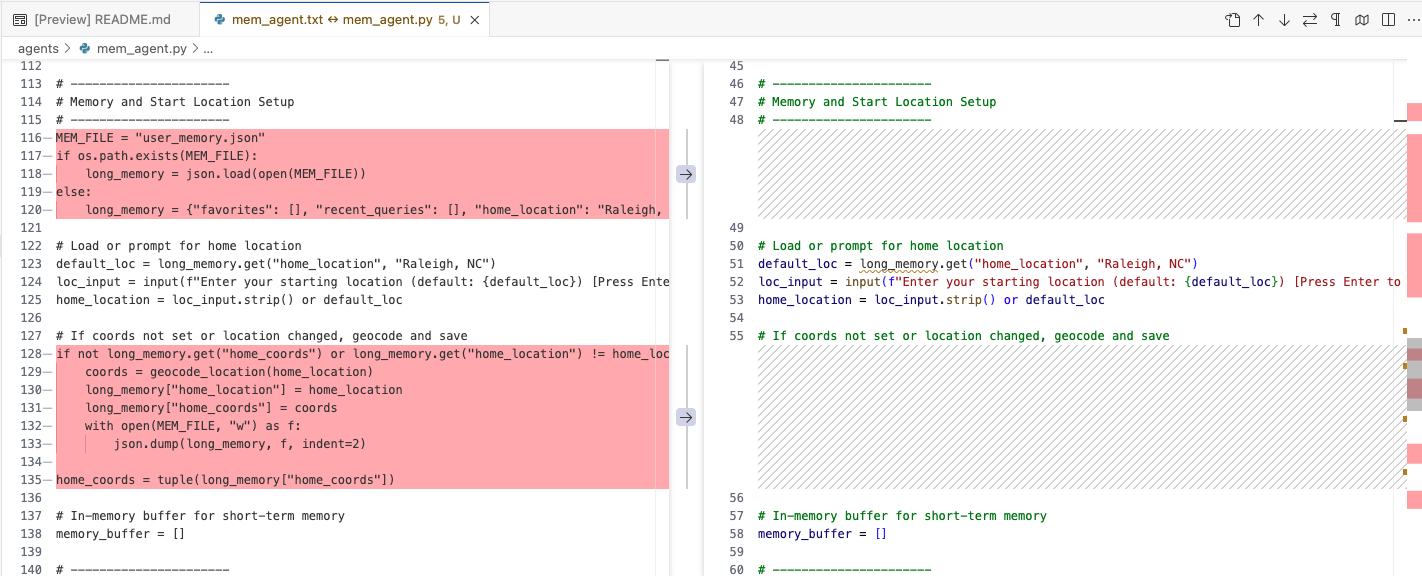 [Preview] README.md
mem_agent.txt ↔ mem_agent.py 5, U
agents > mem_agent.py > ...
112
113 # ----------------------
114 # Memory and Start Location Setup
115 # ----------------------
116 MEM_FILE = "user_memory.json"
117 if os.path.exists(MEM_FILE):
118     long_memory = json.load(open(MEM_FILE))
119 else:
120     long_memory = {"favorites": [], "recent_queries": [], "home_location": "Raleigh,
121
122 # Load or prompt for home location
123 default_loc = long_memory.get("home_location", "Raleigh, NC")
124 loc_input = input(f"Enter your starting location (default: {default_loc}) [Press Ente
125 home_location = loc_input.strip() or default_loc
126
127 # If coords not set or location changed, geocode and save
128 if not long_memory.get("home_coords") or long_memory.get("home_location") != home_loc
129     coords = geocode_location(home_location)
130     long_memory["home_location"] = home_location
131     long_memory["home_coords"] = coords
132     with open(MEM_FILE, "w") as f:
133         json.dump(long_memory, f, indent=2)
134
135 home_coords = tuple(long_memory["home_coords"])
136
137 # In-memory buffer for short-term memory
138 memory_buffer = []
139
140 # ----------------------
45
46 # ----------------------
47 # Memory and Start Location Setup
48 # ----------------------
49
50 # Load or prompt for home location
51 default_loc = long_memory.get("home_location", "Raleigh, NC")
52 loc_input = input(f"Enter your starting location (default: {default_loc}) [Press Enter to
53 home_location = loc_input.strip() or default_loc
54
55 # If coords not set or location changed, geocode and save
56
57 # In-memory buffer for short-term memory
58 memory_buffer = []
59
60 # ----------------------